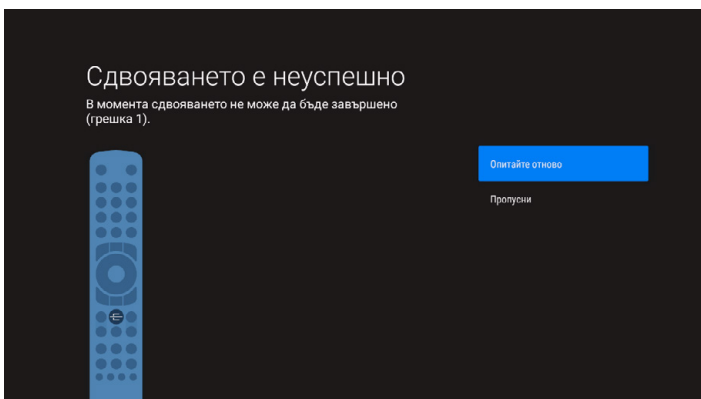 Сдвояването е неуспешно
В момента сдвояването не може да бъде завършено
(грешка 1).
Опитайте отново
Пропусни